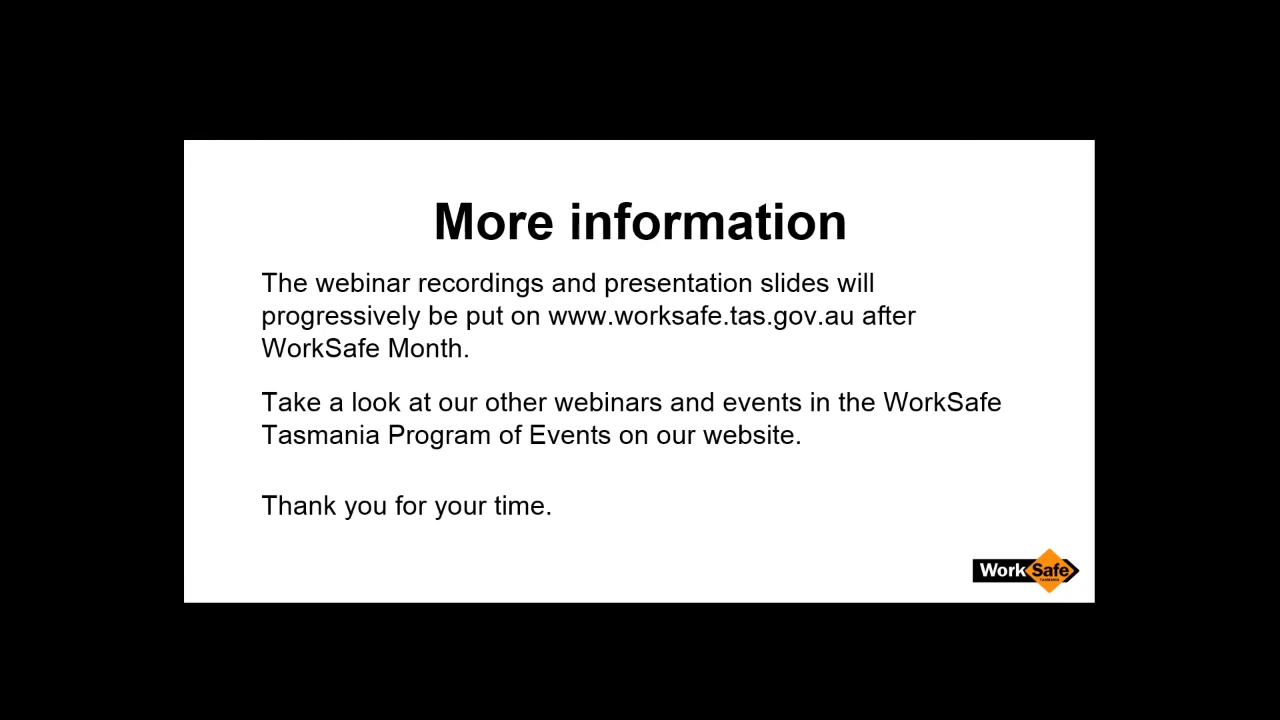 More information
The webinar recordings and presentation slides will
progressively be put on www.worksafe.tas.gov.au after
WorkSafe Month.
Take a look at our other webinars and events in the WorkSafe
Tasmania Program of Events on our website.
Thank you for your time.
WorkSafe
TASMANIA